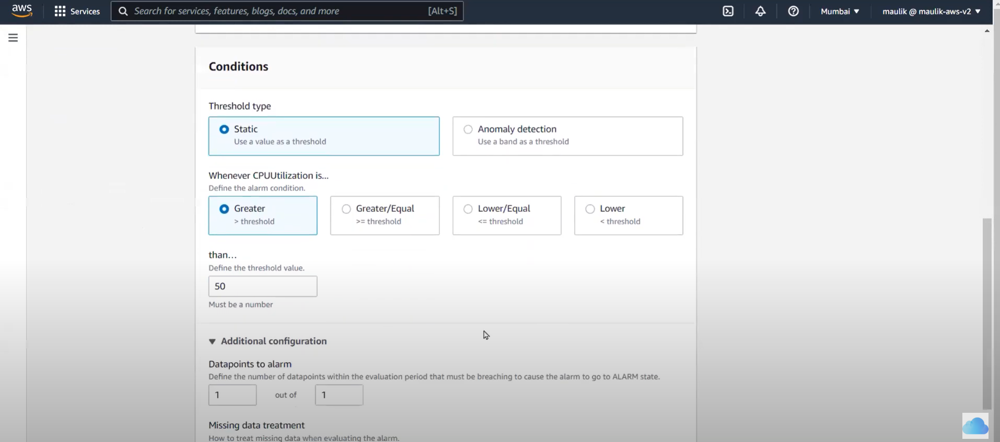 aws
Services
Search for services, features, blogs, docs, and more [Alt+S]
Mumbai ▼
maulik @ maulik-aws-v2 ▼
Conditions
Threshold type
Static
Use a value as a threshold
Anomaly detection
Use a band as a threshold
Whenever CPUUtilization is...
Define the alarm condition.
Greater
> threshold
Greater/Equal
>= threshold
Lower/Equal
<= threshold
Lower
< threshold
than...
Define the threshold value.
50
Must be a number
▼ Additional configuration
Datapoints to alarm
Define the number of datapoints within the evaluation period that must be breaching to cause the alarm to go to ALARM state.
1 out of 1
Missing data treatment
How to treat missing data when evaluating the alarm.